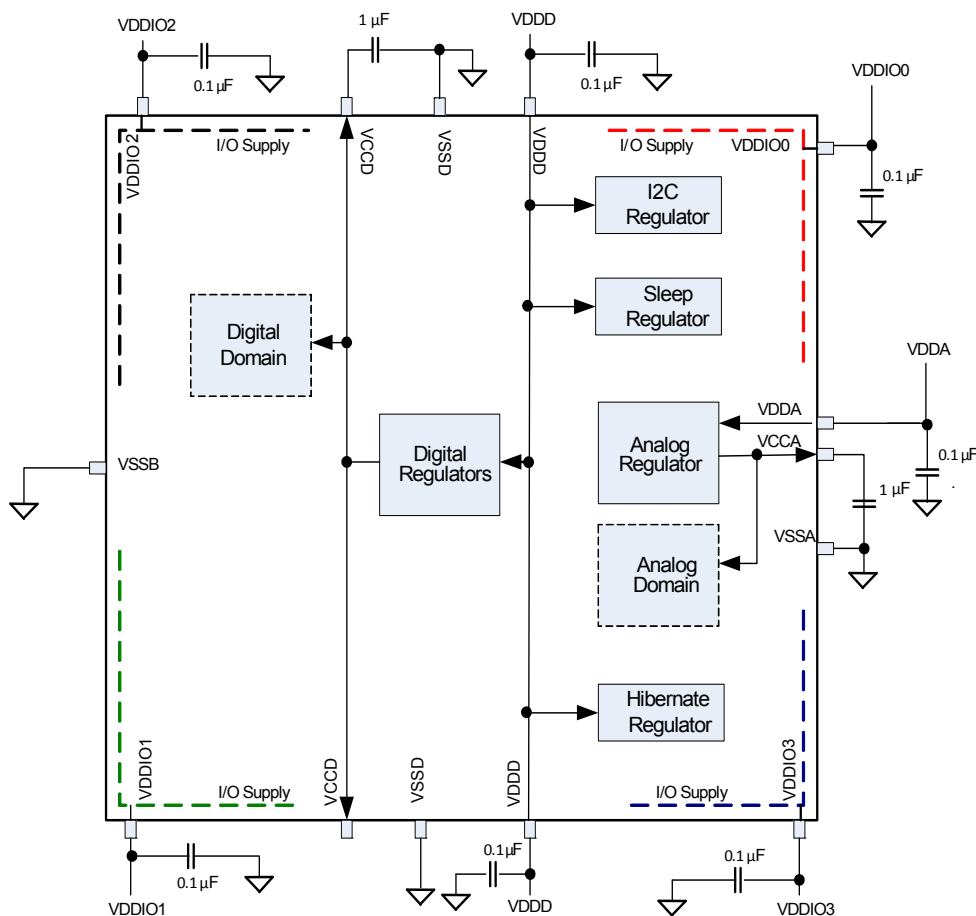 VDDIO2
0.1 µF
1 µF
VDDD
0.1 µF
VDDIO0
0.1 µF
VDDIO2
I/O Supply
VCCD
VSSD
VDDD
I/O Supply
VDDIO0
I2C
Regulator
Sleep
Regulator
Digital
Domain
VDDA
VDDA
VCCA
0.1 µF
1 µF
VSSA
Analog
Regulator
Digital
Regulators
VSSB
Analog
Domain
Hibernate
Regulator
VDDIO1
I/O Supply
VCCD
VSSD
VDDD
I/O Supply
VDDIO3
0.1 µF
VDDIO1
0.1µF
VDDD
0.1 µF
VDDIO3